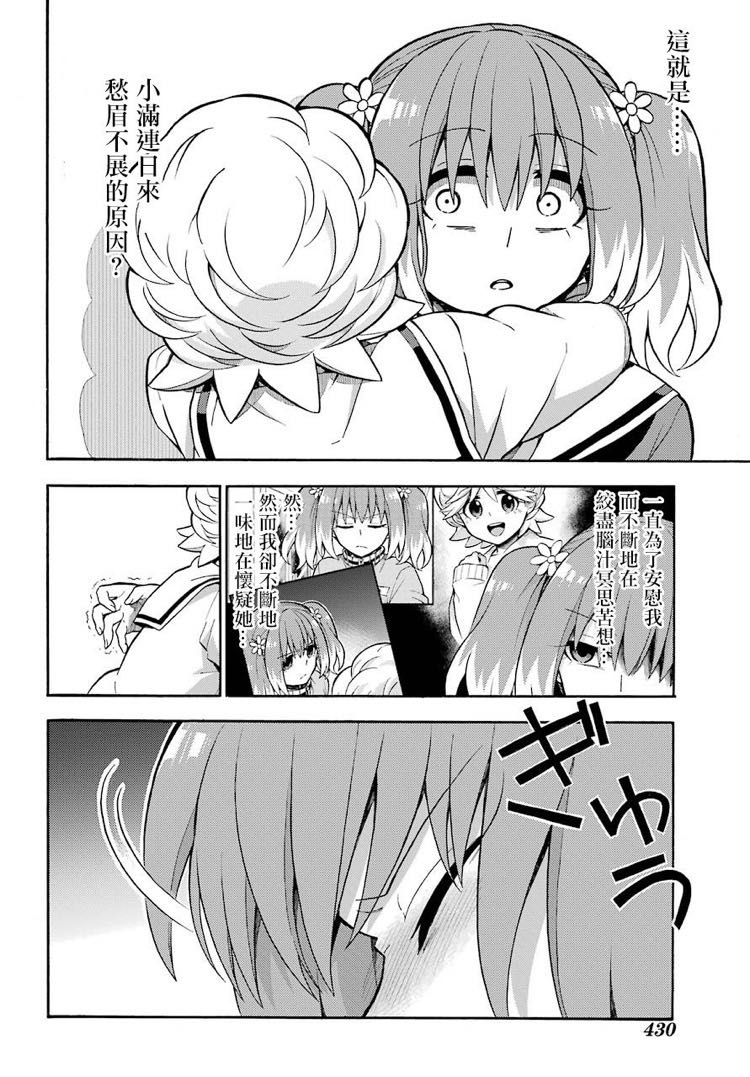 這就是……
小滿連日來
愁眉不展的原因？
一直為了安慰我
而不斷地在
絞盡腦汁冥思苦想…
然…
然而我卻不斷地
一味地在懷疑她…
ぎゅう
430